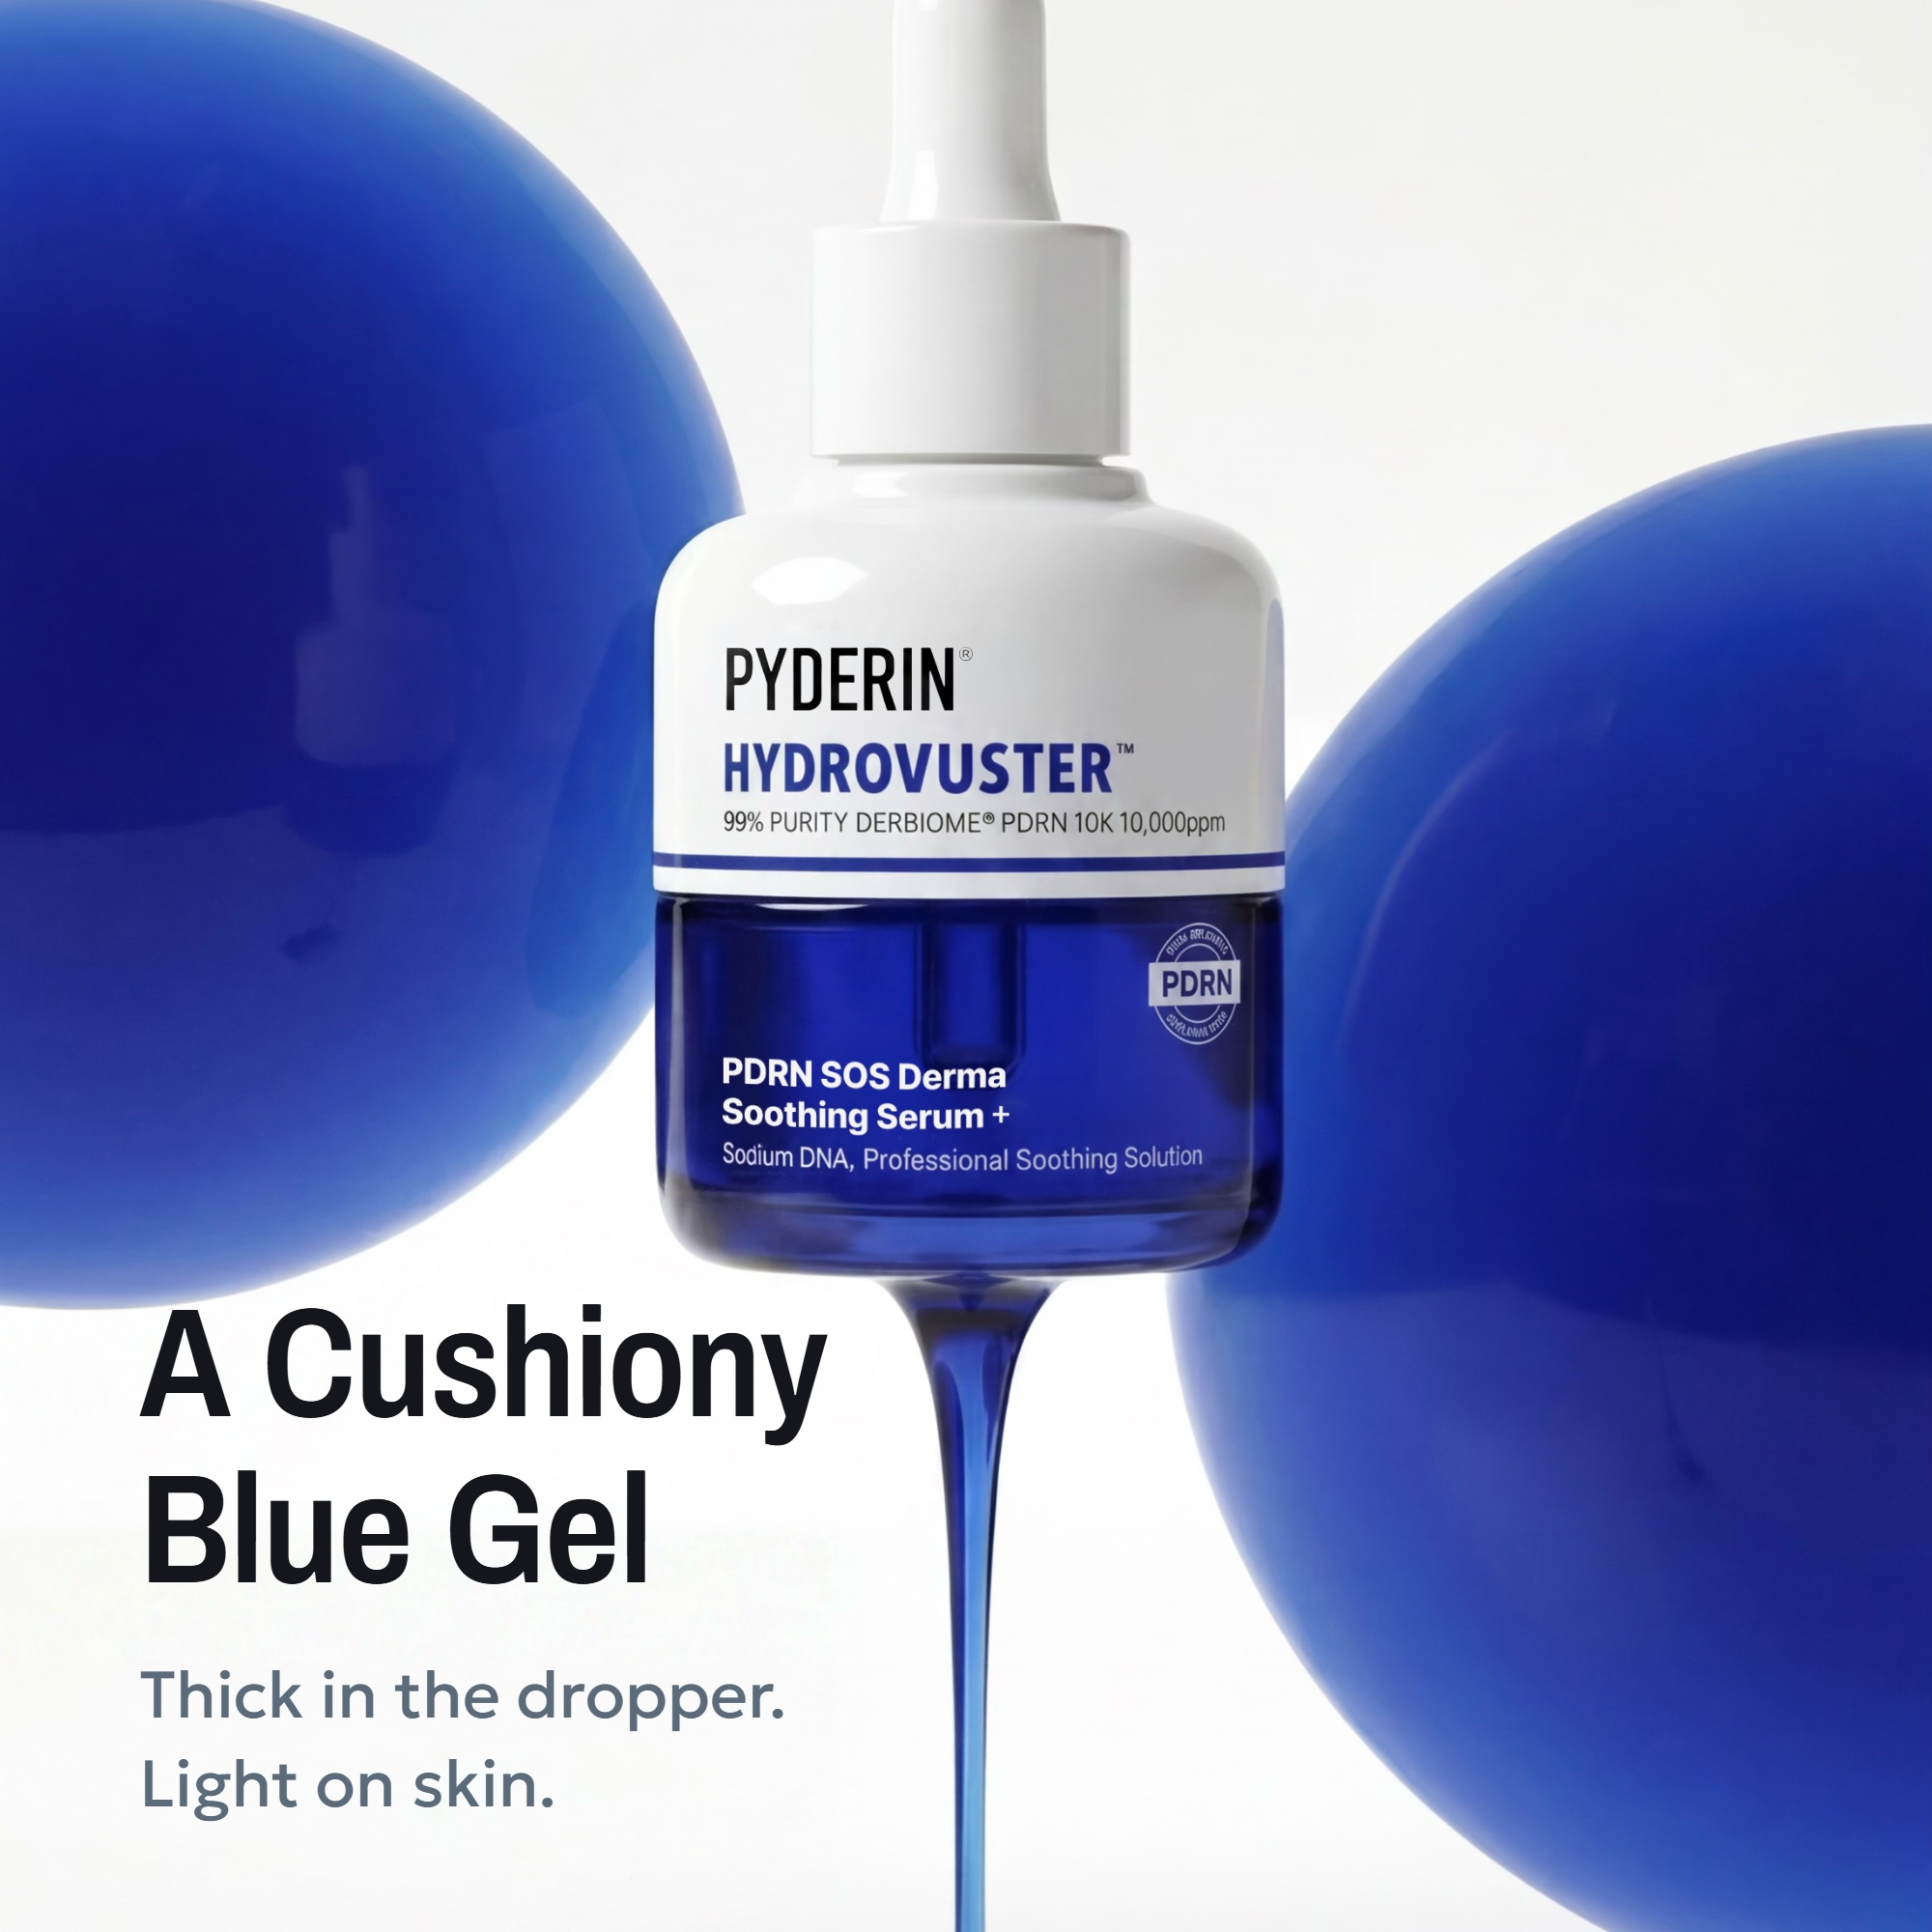 PYDERIN®
HYDROVUSTER™
99% PURITY DERBIOME® PDRN 10K 10,000ppm
PDRN
PDRN SOS Derma
Soothing Serum +
Sodium DNA, Professional Soothing Solution
A Cushiony
Blue Gel
Thick in the dropper.
Light on skin.